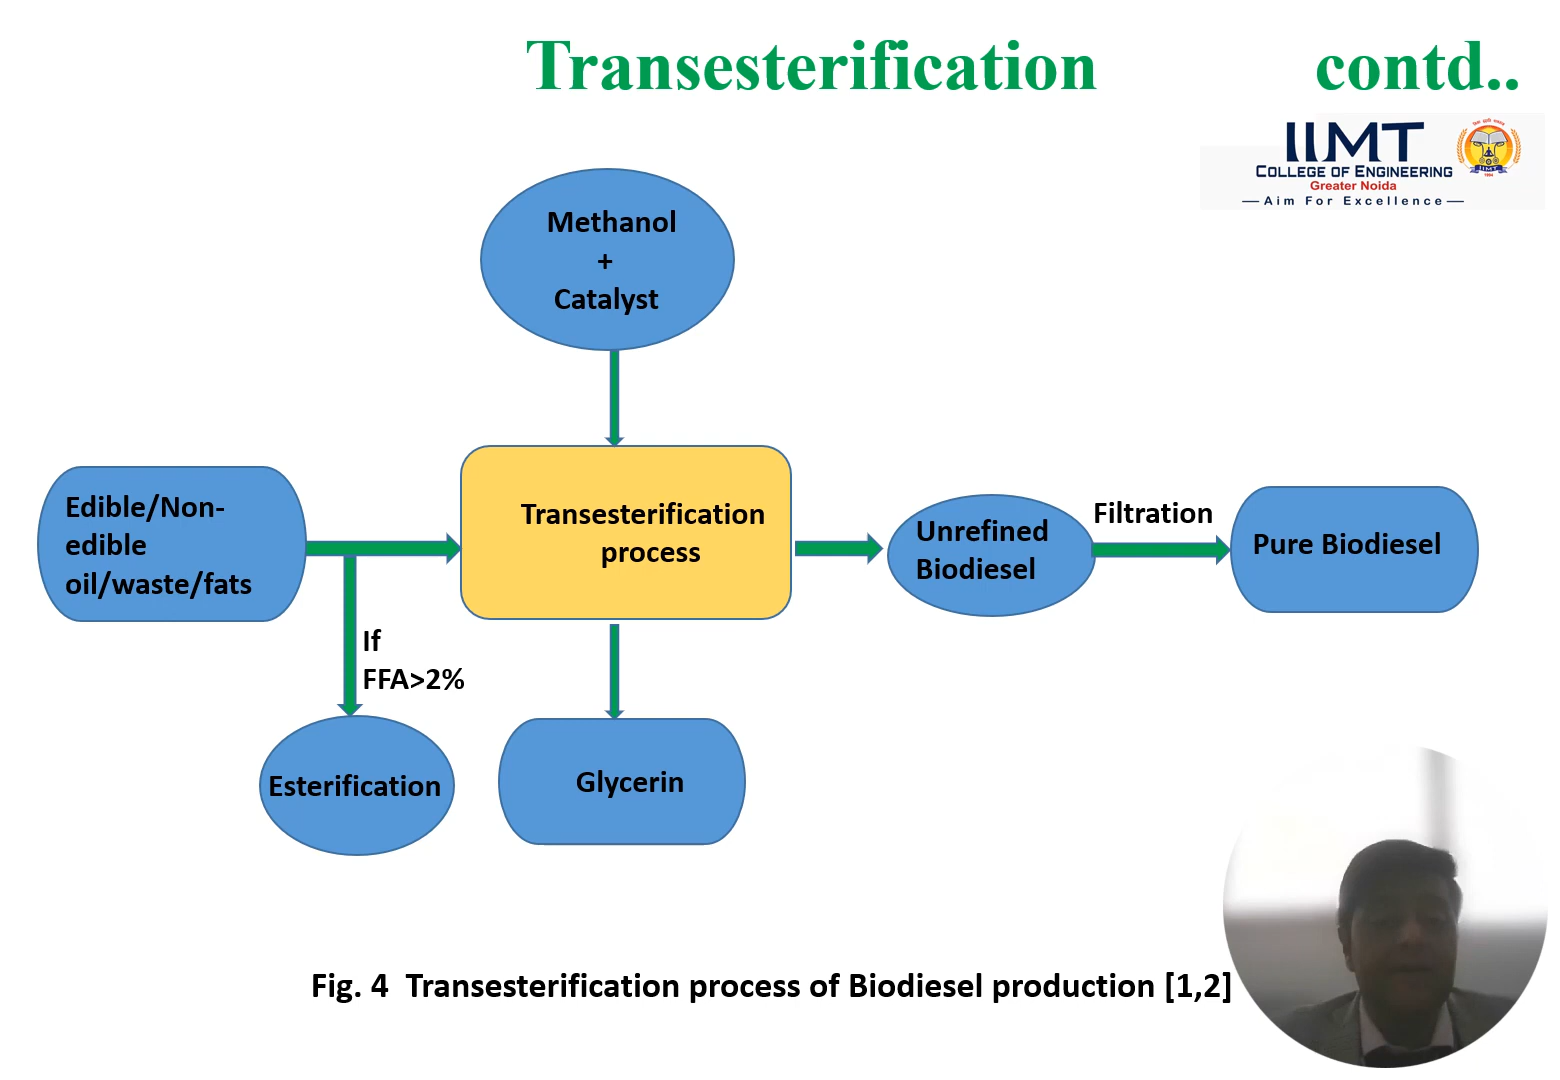 Transesterification contd..
IIMT
COLLEGE OF ENGINEERING
Greater Noida
Aim For Excellence
Methanol
+
Catalyst
Edible/Non-
edible
oil/waste/fats
Transesterification
process
Unrefined
Biodiesel
Filtration
Pure Biodiesel
If
FFA>2%
Esterification
Glycerin
Fig. 4 Transesterification process of Biodiesel production [1,2]